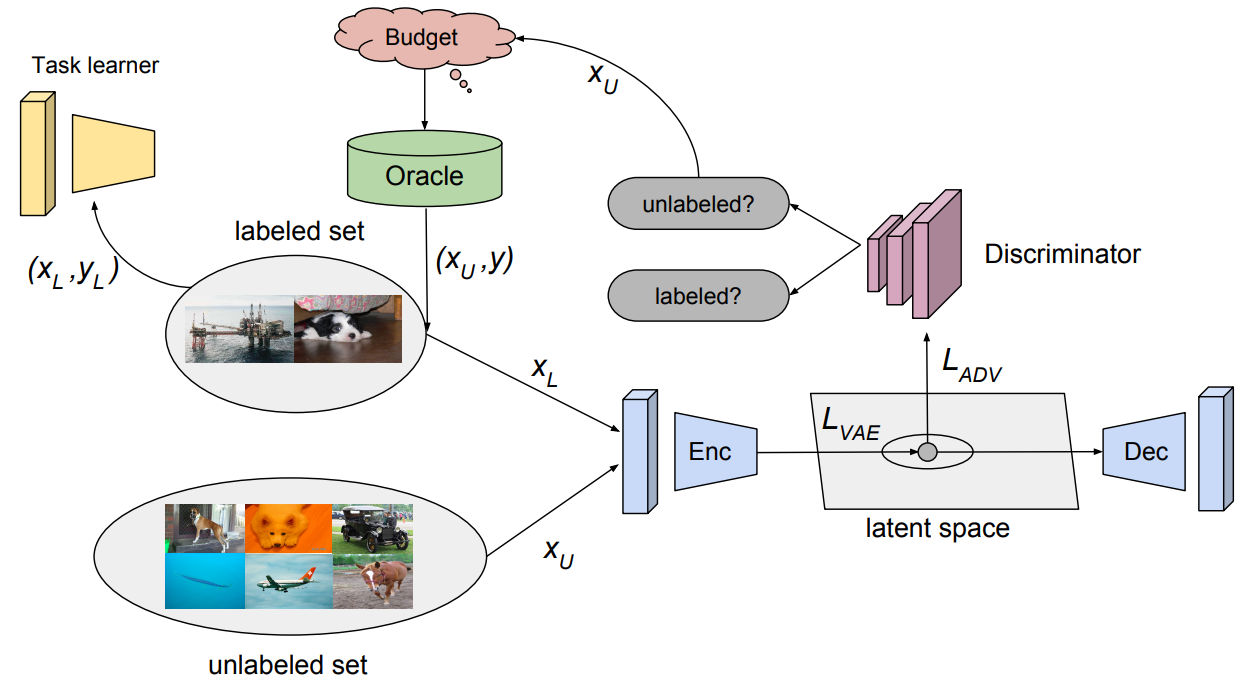 Budget
Task learner
x_U
Oracle
unlabeled?
labeled set
(x_L ,y_L )
(x_U ,y)
Discriminator
labeled?
x_L
L_ADV
L_VAE
Enc
Dec
latent space
x_U
unlabeled set